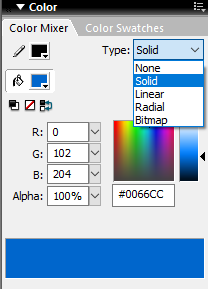 Color
Color Mixer Color Swatches
Type: Solid
None
Solid
Linear
Radial
Bitmap
R: 0
G: 102
B: 204
Alpha: 100% #0066CC